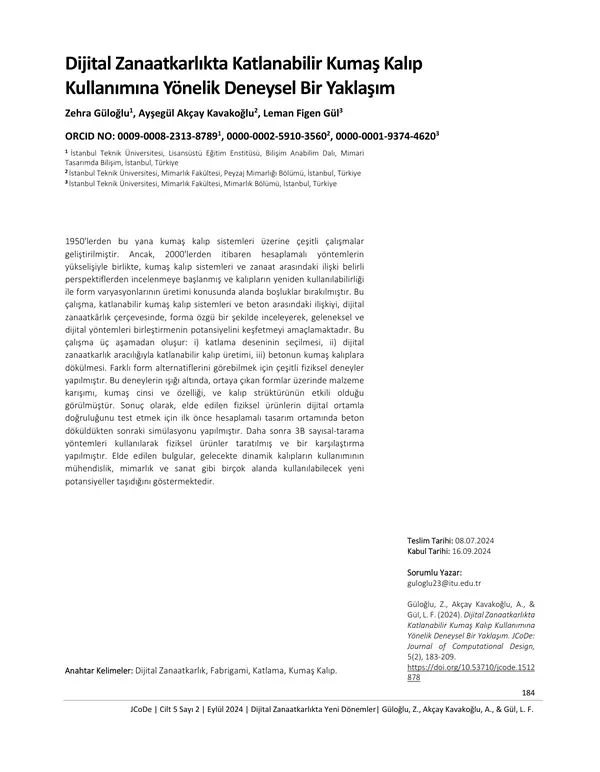 Dijital Zanaatkarlıkta Katlanabilir Kumaş Kalıp
Kullanımına Yönelik Deneysel Bir Yaklaşım
Zehra Güloğlu¹, Ayşegül Akçay Kavakoğlu², Leman Figen Gül³
ORCID NO: 0009-0008-2313-8789¹, 0000-0002-5910-3560², 0000-0001-9374-4620³
¹ İstanbul Teknik Üniversitesi, Lisansüstü Eğitim Enstitüsü, Bilişim Anabilim Dalı, Mimari
Tasarımda Bilişim, İstanbul, Türkiye
² İstanbul Teknik Üniversitesi, Mimarlık Fakültesi, Peyzaj Mimarlığı Bölümü, İstanbul, Türkiye
³ İstanbul Teknik Üniversitesi, Mimarlık Fakültesi, Mimarlık Bölümü, İstanbul, Türkiye
1950'lerden bu yana kumaş kalıp sistemleri üzerine çeşitli çalışmalar
geliştirilmiştir. Ancak, 2000'lerden itibaren hesaplamalı yöntemlerin
yükselişiyle birlikte, kumaş kalıp sistemleri ve zanaat arasındaki ilişki belirli
perspektiflerden incelenmeye başlanmış ve kalıpların yeniden kullanılabilirliği
ile form varyasyonlarının üretimi konusunda alanda boşluklar bırakılmıştır. Bu
çalışma, katlanabilir kumaş kalıp sistemleri ve beton arasındaki ilişkiyi, dijital
zanaatkârlık çerçevesinde, forma özgü bir şekilde inceleyerek, geleneksel ve
dijital yöntemleri birleştirmenin potansiyelini keşfetmeyi amaçlamaktadır. Bu
çalışma üç aşamadan oluşur: i) katlama deseninin seçilmesi, ii) dijital
zanaatkarlık aracılığıyla katlanabilir kalıp üretimi, iii) betonun kumaş kalıplara
dökülmesi. Farklı form alternatiflerini görebilmek için çeşitli fiziksel deneyler
yapılmıştır. Bu deneylerin ışığı altında, ortaya çıkan formlar üzerinde malzeme
karışımı, kumaş cinsi ve özelliği, ve kalıp strüktürünün etkili olduğu
görülmüştür. Sonuç olarak, elde edilen fiziksel ürünlerin dijital ortamla
doğruluğunu test etmek için ilk önce hesaplamalı tasarım ortamında beton
döküldükten sonraki simülasyonu yapılmıştır. Daha sonra 3B sayısal-tarama
yöntemleri kullanılarak fiziksel ürünler taratılmış ve bir karşılaştırma
yapılmıştır. Elde edilen bulgular, gelecekte dinamik kalıpların kullanımının
mühendislik, mimarlık ve sanat gibi birçok alanda kullanılabilecek yeni
potansiyeller taşıdığını göstermektedir.
Teslim Tarihi: 08.07.2024
Kabul Tarihi: 16.09.2024
Sorumlu Yazar:
guloglu23@itu.edu.tr
Güloğlu, Z., Akçay Kavakoğlu, A., &
Gül, L. F. (2024). Dijital Zanaatkarlıkta
Katlanabilir Kumaş Kalıp Kullanımına
Yönelik Deneysel Bir Yaklaşım. JCoDe:
Journal of Computational Design,
5(2), 183-209.
https://doi.org/10.53710/jcode.1512
878
Anahtar Kelimeler: Dijital Zanaatkarlık, Fabrigami, Katlama, Kumaş Kalıp.
184
JCoDe | Cilt 5 Sayı 2 | Eylül 2024 | Dijital Zanaatkarlıkta Yeni Dönemler| Güloğlu, Z., Akçay Kavakoğlu, A., & Gül, L. F.